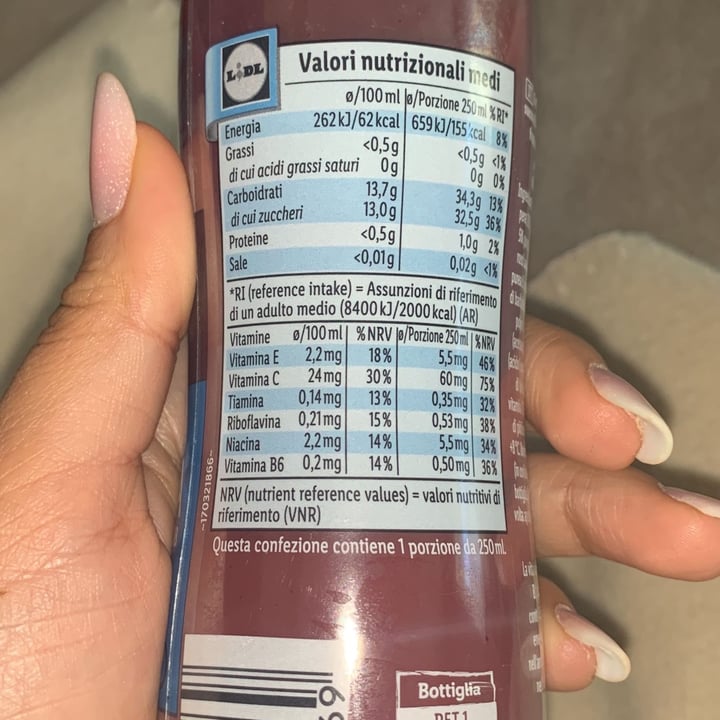 LIDL
Valori nutrizionali medi
ø/100 ml ø/Porzione 250 ml %RI*
Energia 262 kJ/62 kcal 659 kJ/155 kcal 8%
Grassi <0,5g <0,5g <1%
di cui acidi grassi saturi 0g 0g 0%
Carboidrati 13,7g 34,3g 13%
di cui zuccheri 13,0g 32,5g 36%
Proteine <0,5g 1,0g 2%
Sale <0,01g 0,02g <1%
*RI (reference intake) = Assunzioni di riferimento
di un adulto medio (8400 kJ/2000 kcal) (AR)
Vitamine ø/100 ml %NRV ø/Porzione 250 ml %NRV
Vitamina E 2,2mg 18% 5,5mg 46%
Vitamina C 24mg 30% 60mg 75%
Tiamina 0,14mg 13% 0,35mg 32%
Riboflavina 0,21mg 15% 0,53mg 38%
Niacina 2,2mg 14% 5,5mg 34%
Vitamina B6 0,2mg 14% 0,50mg 36%
NRV (nutrient reference values) = valori nutritivi di
riferimento (VNR)
Questa confezione contiene 1 porzione da 250 ml.
~170321866~
Bottiglia
PET 1